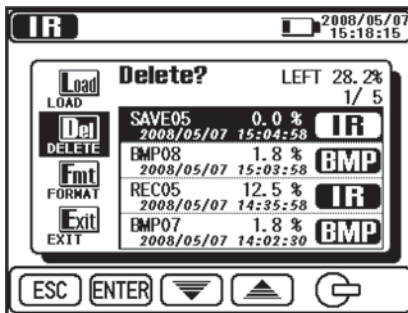 IR 2008/05/07
15:18:15
Load
LOAD
Del
DELETE
Fmt
FORMAT
Exit
EXIT
Delete? LEFT 28.2%
1/ 5
SAVE05 0.0 % IR
2008/05/07 15:04:58
BMP08 1.8 % BMP
2008/05/07 15:03:58
REC05 12.5 % IR
2008/05/07 14:35:58
BMP07 1.8 % BMP
2008/05/07 14:02:30
ESC ENTER